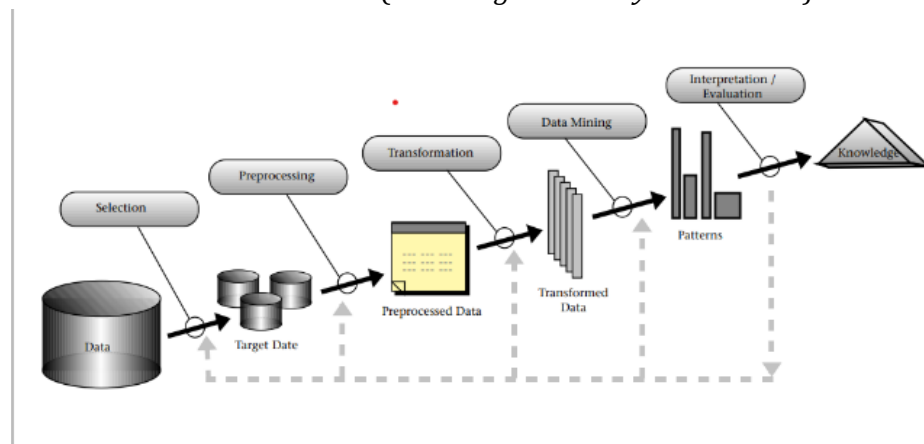 Interpretation /
Evaluation
Data Mining
Transformation
Preprocessing
Selection
Knowledge
Patterns
Transformed
Data
Preprocessed Data
Target Date
Data